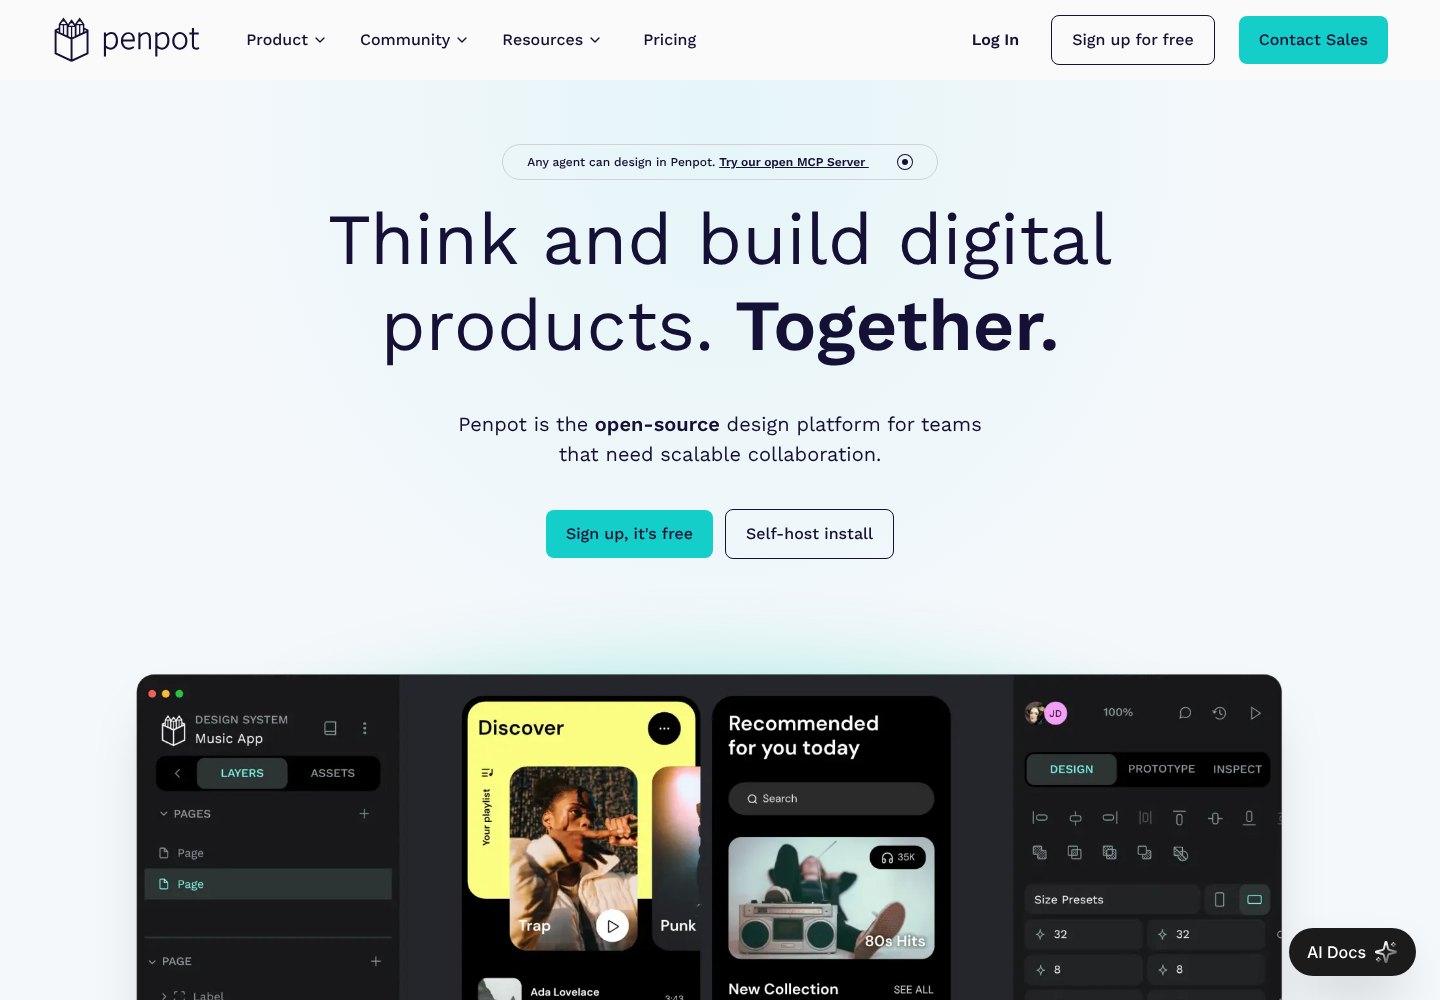 penpot
Product
Community
Resources
Pricing
Log In
Sign up for free
Contact Sales
Any agent can design in Penpot. Try our open MCP Server
Think and build digital
products. Together.
Penpot is the open-source design platform for teams
that need scalable collaboration.
Sign up, it's free
Self-host install
DESIGN SYSTEM
Music App
LAYERS
ASSETS
PAGES
Page
Page
PAGE
Label
Discover
Your playlist
Trap
Punk
Ada Lovelace
3:43
Recommended
for you today
Search
35K
80s Hits
New Collection
SEE ALL
JD
100%
DESIGN
PROTOTYPE
INSPECT
Size Presets
32
32
8
8
AI Docs